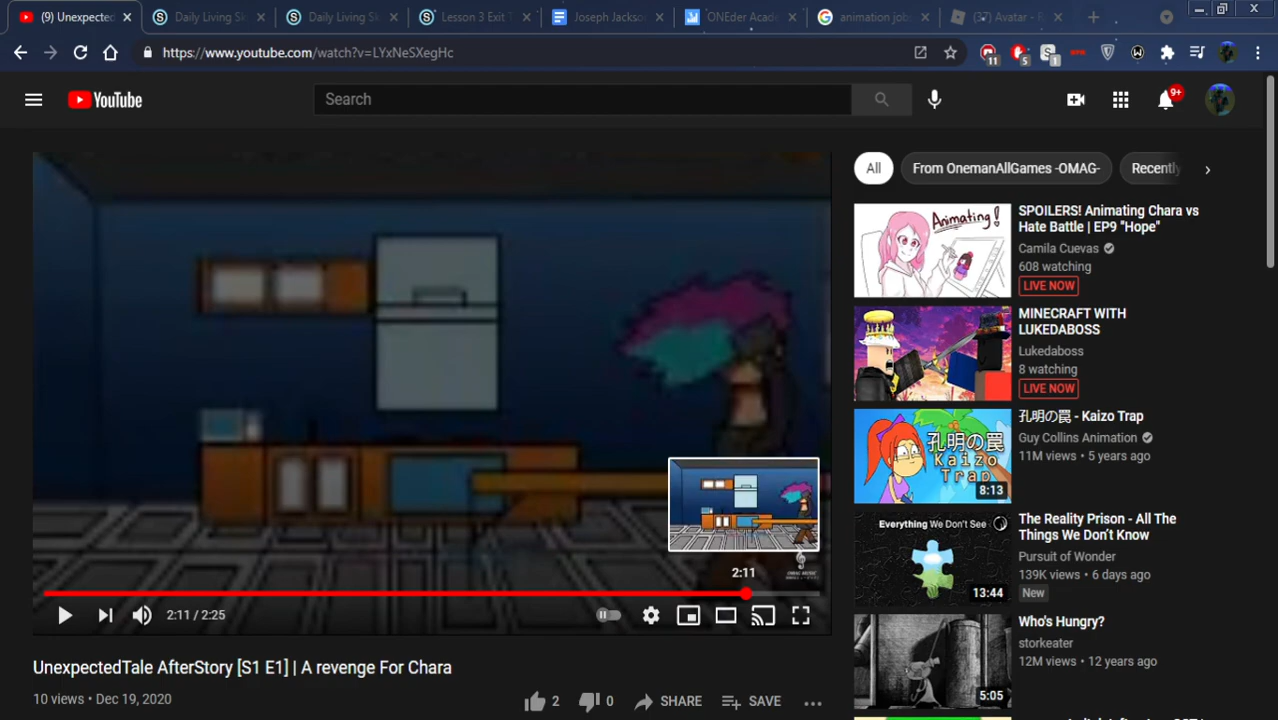 (9) Unexpected
Daily Living Sk
Daily Living Sk
Lesson 3 Exit T
Joseph Jackso
ONEder Acad
animation job
(37) Avatar - R
https://www.youtube.com/watch?v=LYxNeSXegHc
11
5
1
YouTube
Search
9+
All
From OnemanAllGames -OMAG-
Recently
Animating!
SPOILERS! Animating Chara vs
Hate Battle | EP9 "Hope"
Camila Cuevas
608 watching
LIVE NOW
MINECRAFT WITH
LUKEDABOSS
Lukedaboss
8 watching
LIVE NOW
孔明の罠
Kaizo
Trap
8:13
孔明の罠 - Kaizo Trap
Guy Collins Animation
11M views • 5 years ago
Everything We Don't See
13:44
The Reality Prison - All The
Things We Don't Know
Pursuit of Wonder
139K views • 6 days ago
New
5:05
Who's Hungry?
storkeater
12M views • 12 years ago
2:11
2:11 / 2:25
UnexpectedTale AfterStory [S1 E1] | A revenge For Chara
10 views • Dec 19, 2020
2
0
SHARE
SAVE